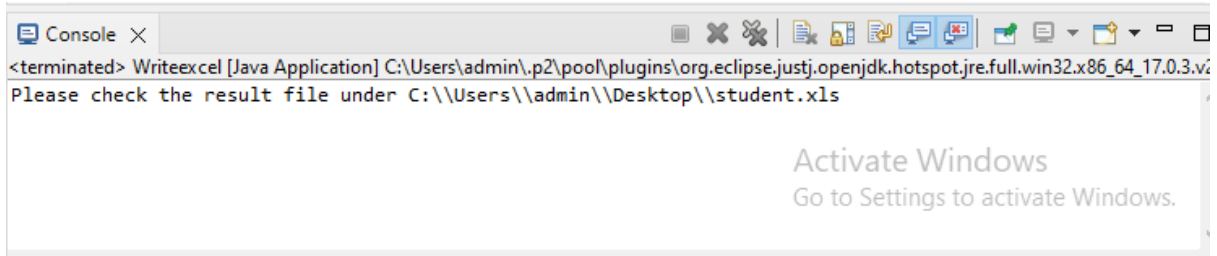 Console
<terminated> Writeexcel [Java Application] C:\Users\admin\.p2\pool\plugins\org.eclipse.justj.openjdk.hotspot.jre.full.win32.x86_64_17.0.3.v2
Please check the result file under C:\\Users\\admin\\Desktop\\student.xls
Activate Windows
Go to Settings to activate Windows.